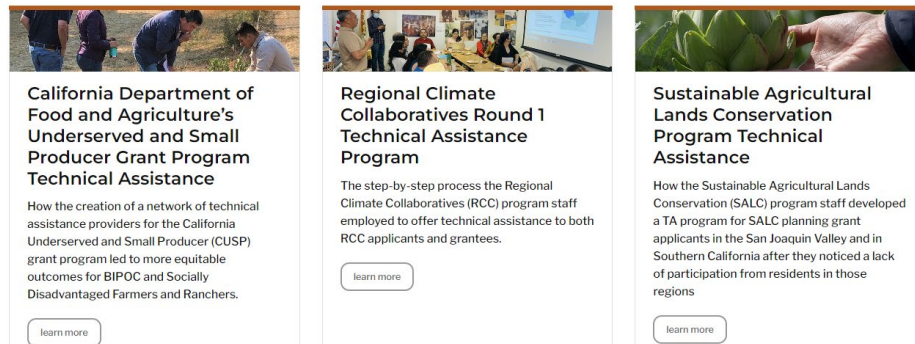 California Department of
Food and Agriculture’s
Underserved and Small
Producer Grant Program
Technical Assistance
How the creation of a network of technical
assistance providers for the California
Underserved and Small Producer (CUSP)
grant program led to more equitable
outcomes for BIPOC and Socially
Disadvantaged Farmers and Ranchers.
learn more
Regional Climate
Collaboratives Round 1
Technical Assistance
Program
The step-by-step process the Regional
Climate Collaboratives (RCC) program staff
employed to offer technical assistance to both
RCC applicants and grantees.
learn more
Sustainable Agricultural
Lands Conservation
Program Technical
Assistance
How the Sustainable Agricultural Lands
Conservation (SALC) program staff developed
a TA program for SALC planning grant
applicants in the San Joaquin Valley and in
Southern California after they noticed a lack
of participation from residents in those
regions
learn more